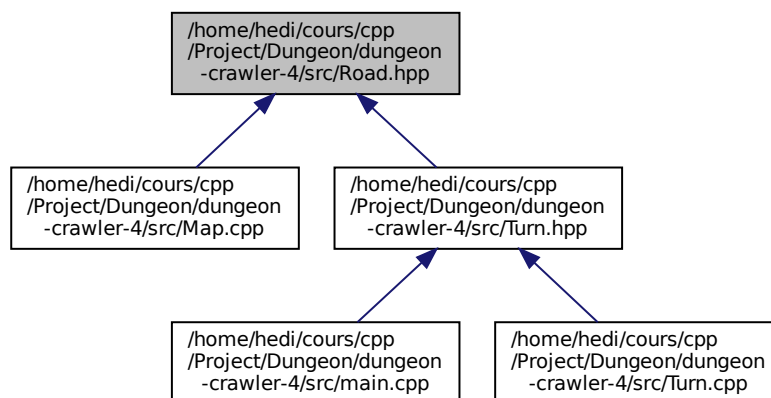 /home/hedi/cours/cpp
/Project/Dungeon/dungeon
-crawler-4/src/Road.hpp
/home/hedi/cours/cpp
/Project/Dungeon/dungeon
-crawler-4/src/Map.cpp
/home/hedi/cours/cpp
/Project/Dungeon/dungeon
-crawler-4/src/Turn.hpp
/home/hedi/cours/cpp
/Project/Dungeon/dungeon
-crawler-4/src/main.cpp
/home/hedi/cours/cpp
/Project/Dungeon/dungeon
-crawler-4/src/Turn.cpp